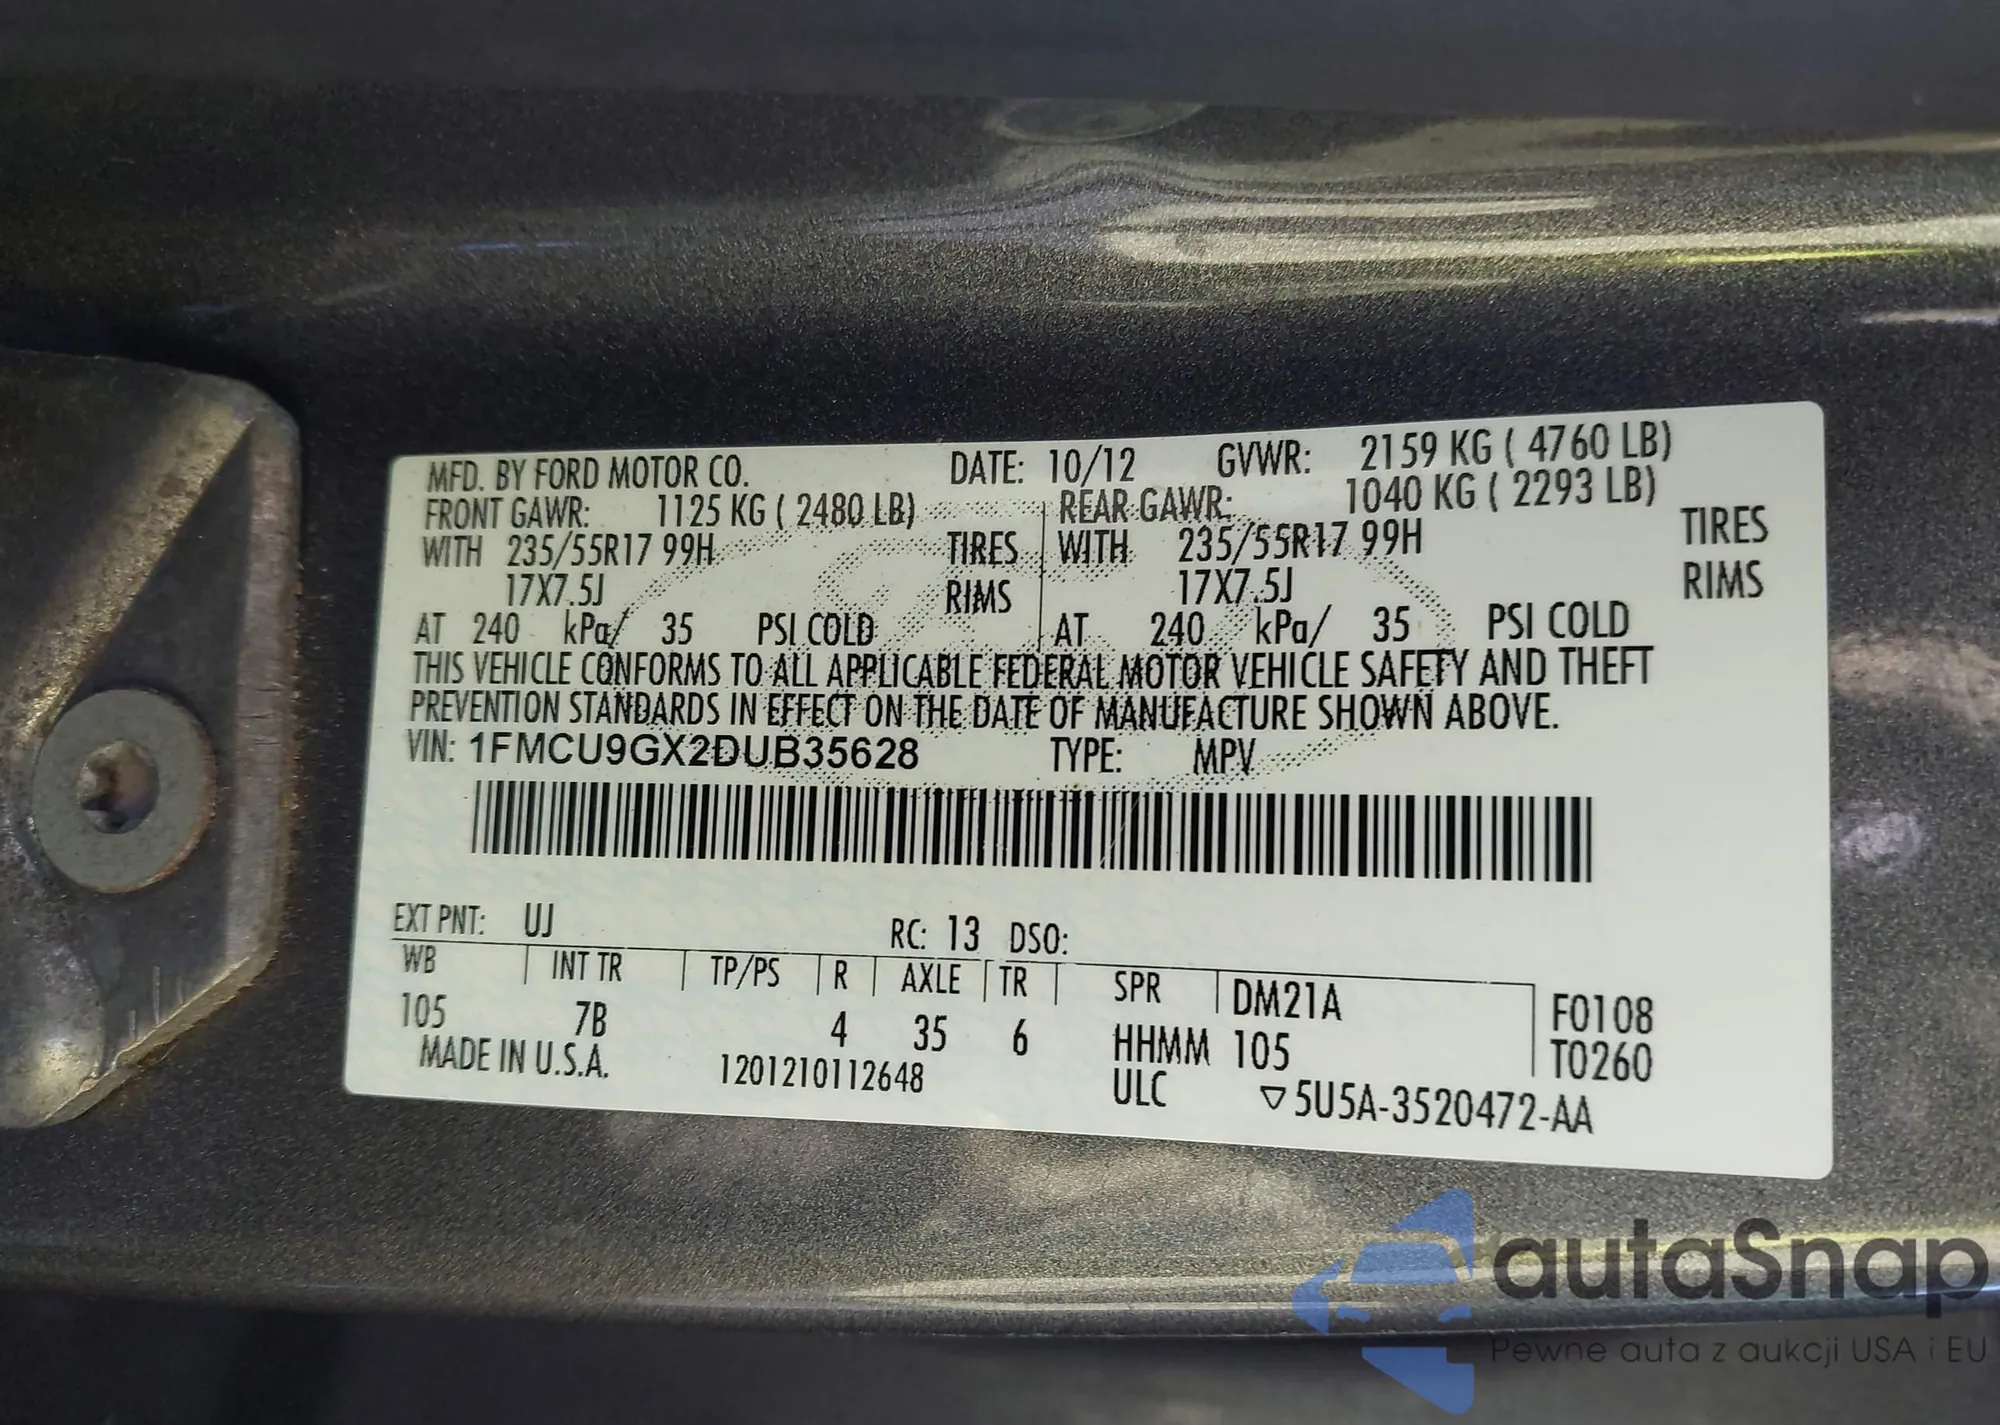 MFD. BY FORD MOTOR CO. DATE: 10/12 GVWR: 2159 KG ( 4760 LB)
FRONT GAWR: 1125 KG ( 2480 LB) REAR GAWR: 1040 KG ( 2293 LB)
WITH 235/55R17 99H TIRES WITH 235/55R17 99H TIRES
17X7.5J RIMS 17X7.5J RIMS
AT 240 kPa/ 35 PSI COLD AT 240 kPa/ 35 PSI COLD
THIS VEHICLE CONFORMS TO ALL APPLICABLE FEDERAL MOTOR VEHICLE SAFETY AND THEFT
PREVENTION STANDARDS IN EFFECT ON THE DATE OF MANUFACTURE SHOWN ABOVE.
VIN: 1FMCU9GX2DUB35628 TYPE: MPV
EXT PNT: UJ RC: 13 DSO:
WB INT TR TP/PS R AXLE TR SPR DM21A F0108
105 7B 4 35 6 HHMM 105 T0260
MADE IN U.S.A. 1201210112648 ULC ▽5U5A-3520472-AA
autaSnap
Pewne auta z aukcji USA i EU